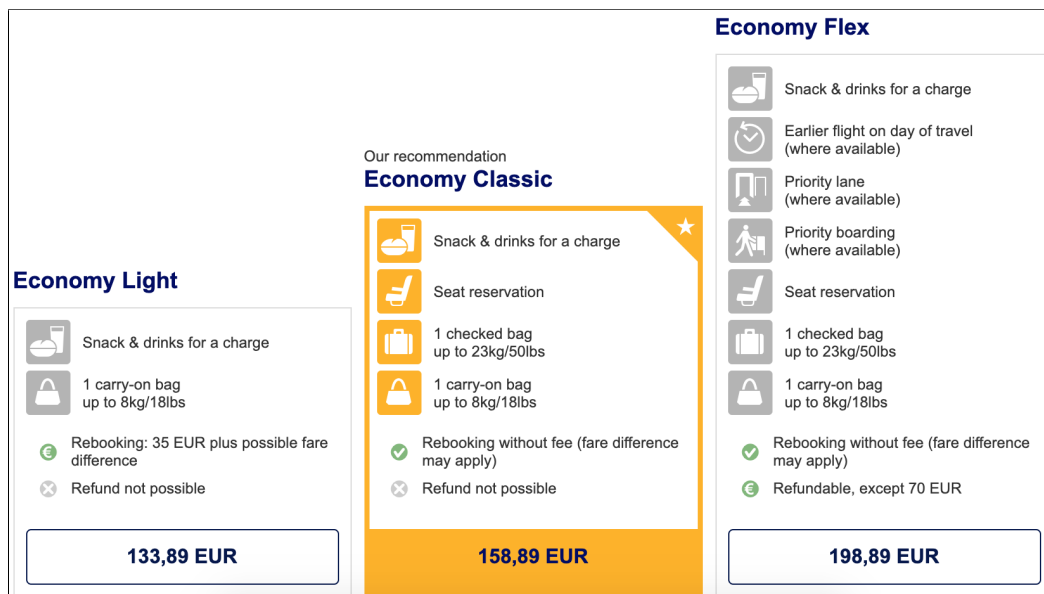 Economy Light
Snack & drinks for a charge
1 carry-on bag
up to 8kg/18lbs
Rebooking: 35 EUR plus possible fare
difference
Refund not possible
133,89 EUR
Our recommendation
Economy Classic
Snack & drinks for a charge
Seat reservation
1 checked bag
up to 23kg/50lbs
1 carry-on bag
up to 8kg/18lbs
Rebooking without fee (fare difference
may apply)
Refund not possible
158,89 EUR
Economy Flex
Snack & drinks for a charge
Earlier flight on day of travel
(where available)
Priority lane
(where available)
Priority boarding
(where available)
Seat reservation
1 checked bag
up to 23kg/50lbs
1 carry-on bag
up to 8kg/18lbs
Rebooking without fee (fare difference
may apply)
Refundable, except 70 EUR
198,89 EUR